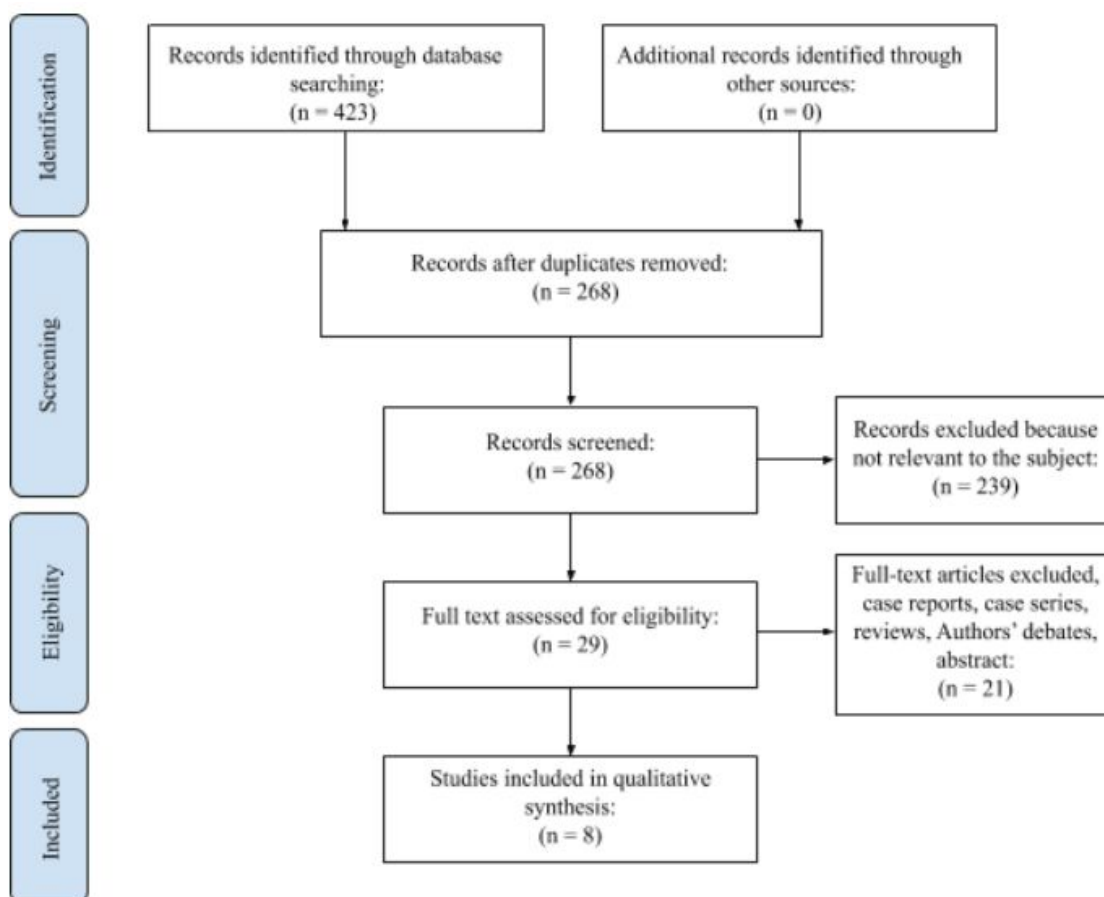 Identification
Records identified through database
searching:
(n = 423)
Additional records identified through
other sources:
(n = 0)
Screening
Records after duplicates removed:
(n = 268)
Records screened:
(n = 268)
Records excluded because
not relevant to the subject:
(n = 239)
Eligibility
Full text assessed for eligibility:
(n = 29)
Full-text articles excluded,
case reports, case series,
reviews, Authors' debates,
abstract:
(n = 21)
Included
Studies included in qualitative
synthesis:
(n = 8)